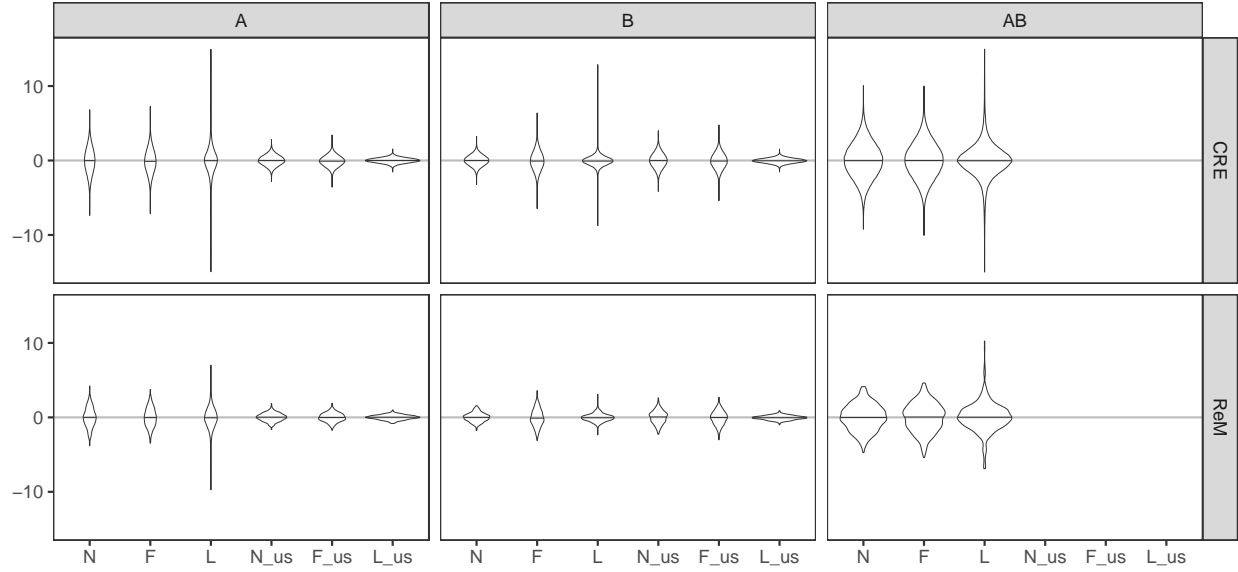 A B AB
10
0
−10
CRE
10
0
−10
ReM
N F L N_us F_us L_us N F L N_us F_us L_us N F L N_us F_us L_us